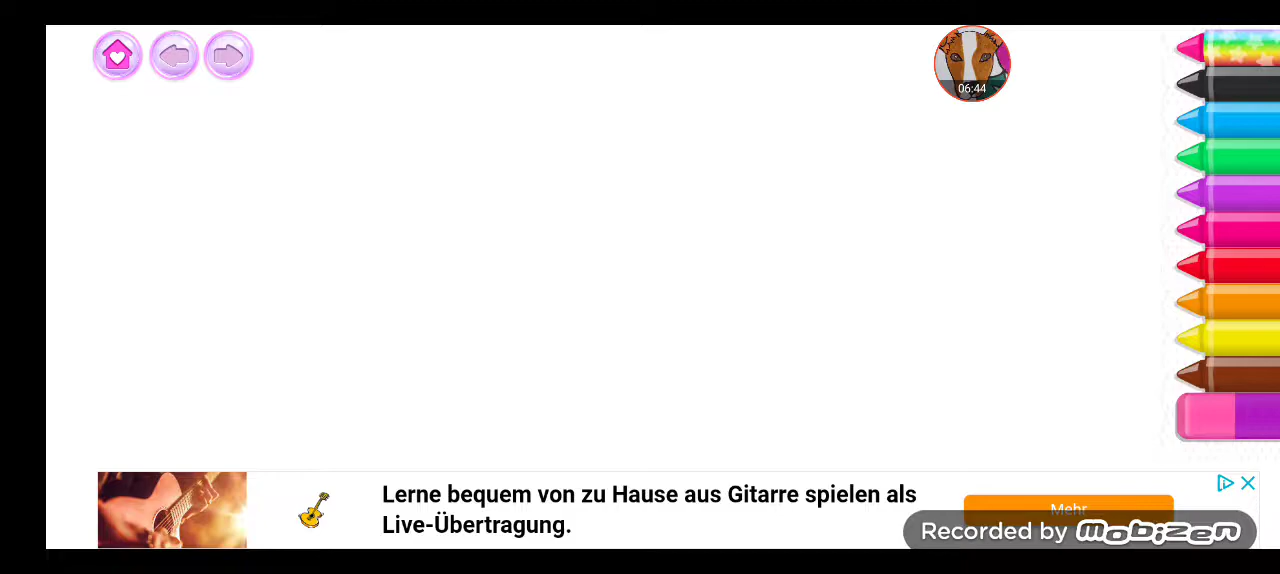 06:44
Lerne bequem von zu Hause aus Gitarre spielen als
Live-Übertragung.
Mehr
Recorded by mobizen